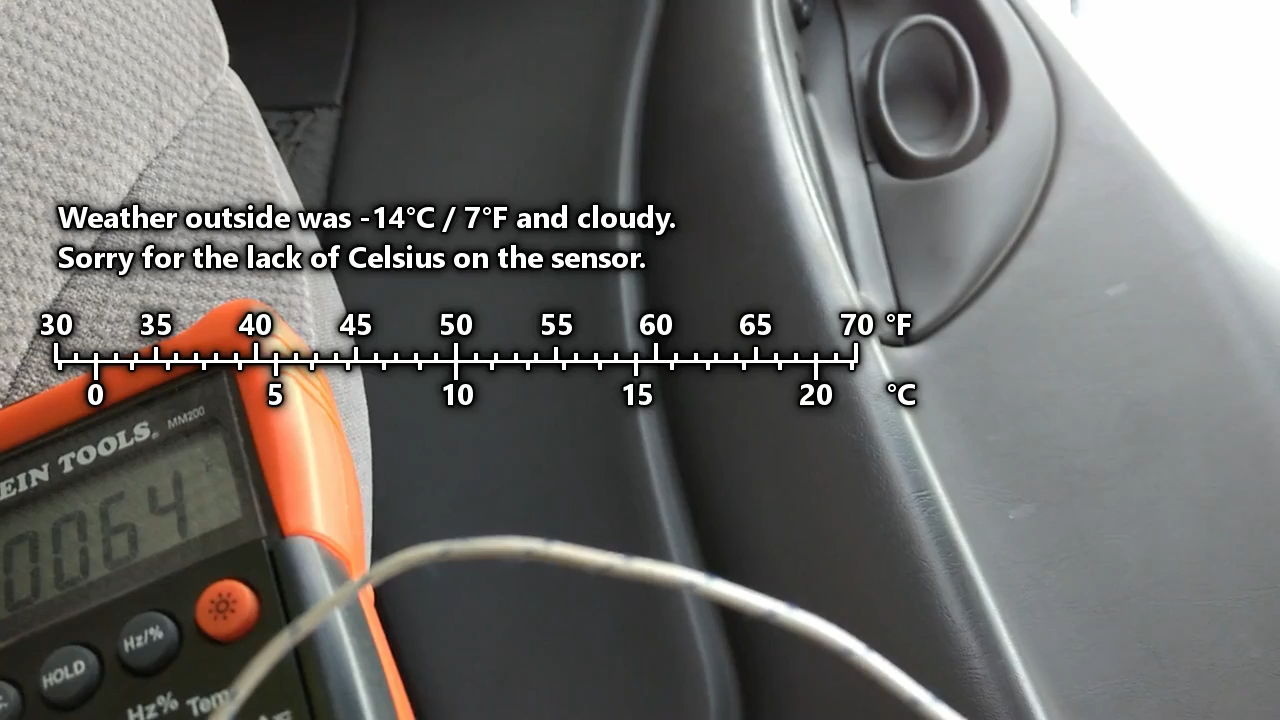 Weather outside was -14°C / 7°F and cloudy.
Sorry for the lack of Celsius on the sensor.
30 35 40 45 50 55 60 65 70 °F
0 5 10 15 20 °C
EIN TOOLS. MM200
0064
Hz/%
HOLD
Hz% Tem